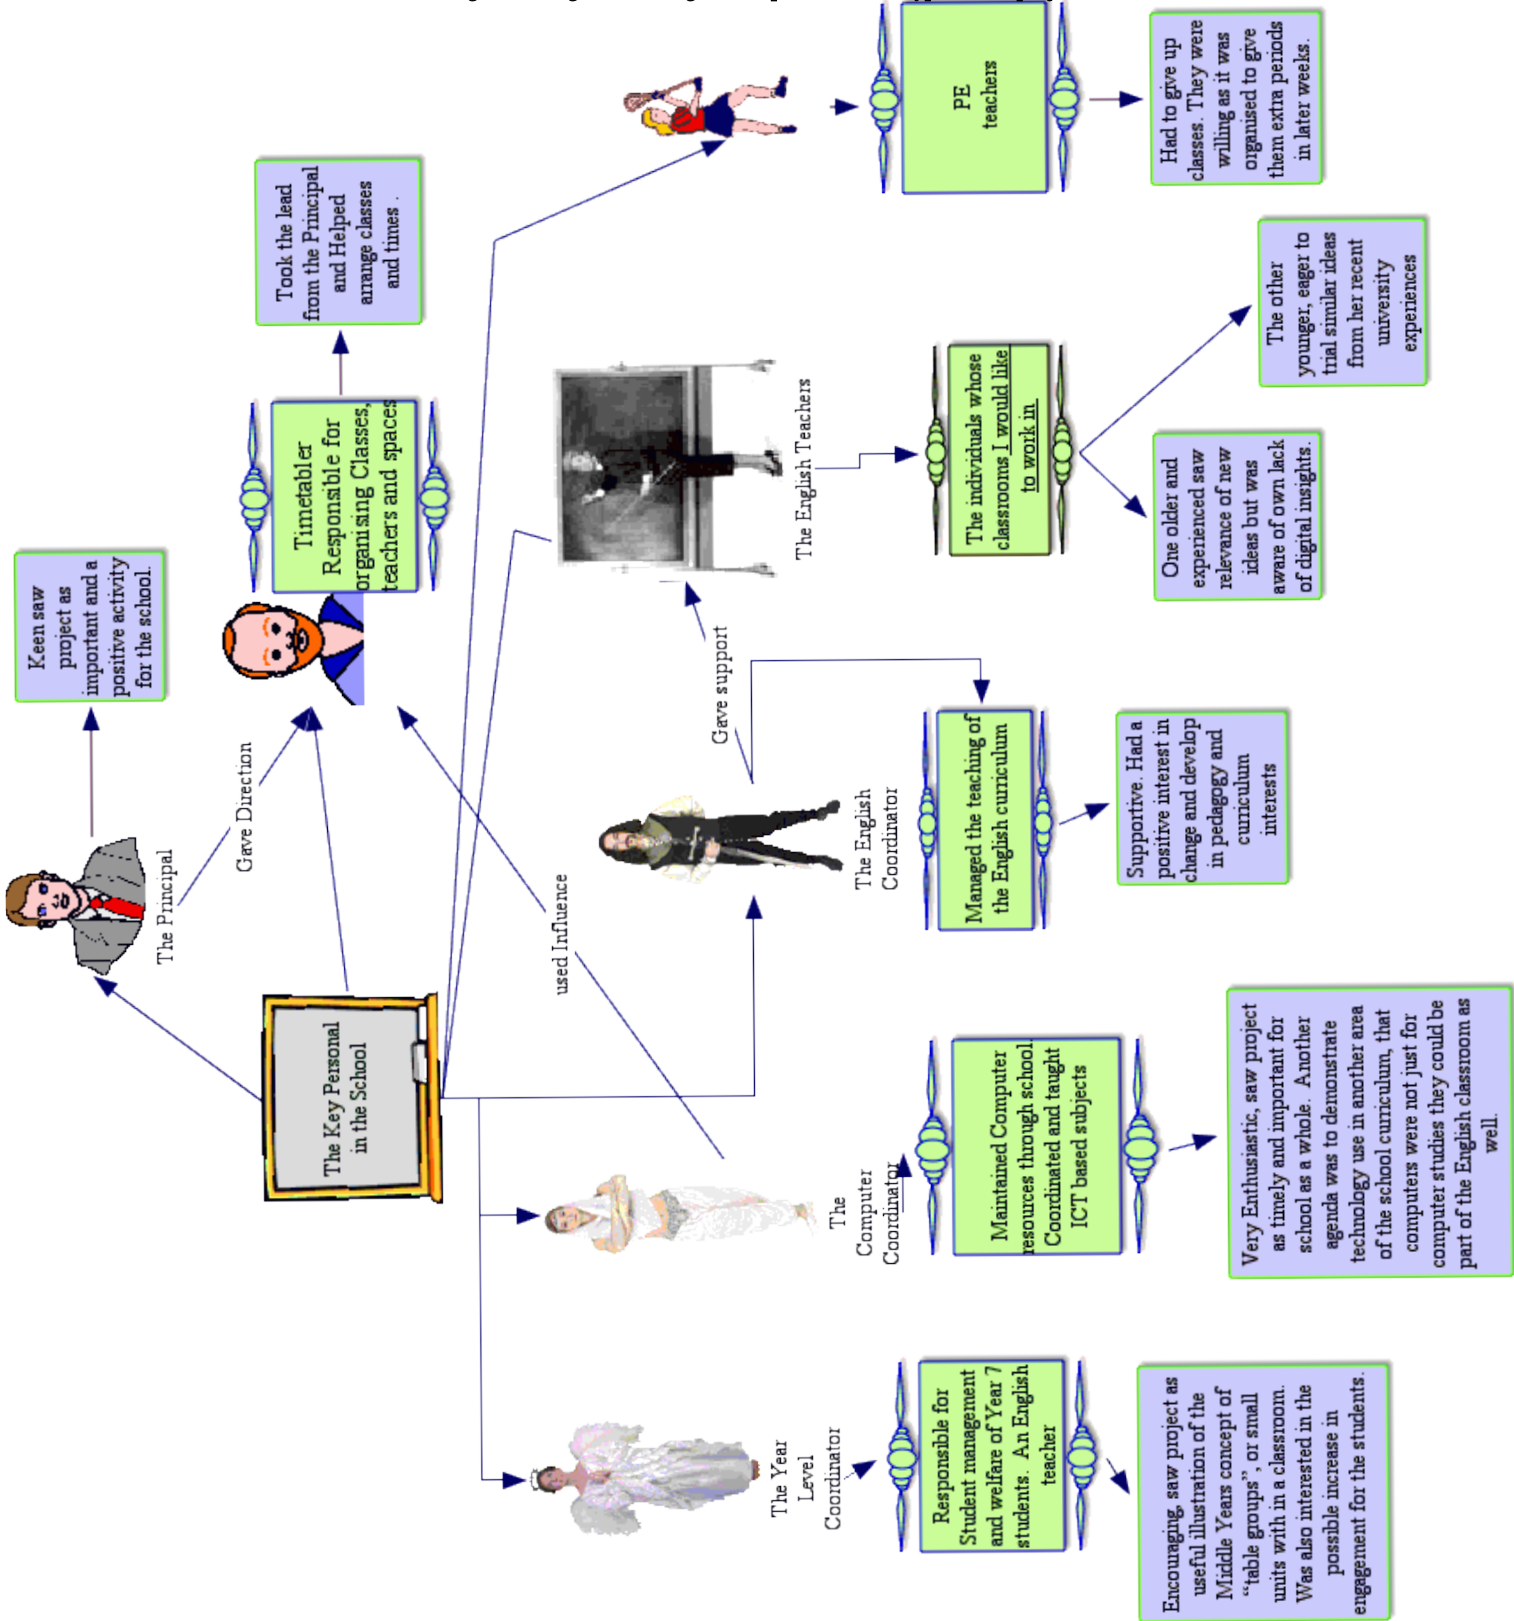 The Key Personal
in the School
The Principal
Keen saw
project as
important and a
positive activity
for the school.
Gave Direction
Timetabler
Responsible for
organising Classes,
teachers and spaces
Took the lead
from the Principal
and Helped
arrange classes
and times .
used Influence
The Year
Level
Coordinator
Responsible for
Student management
and welfare of Year 7
students. An English
teacher
Encouraging, saw project as
useful illustration of the
Middle Years concept of
“table groups”, or small
units with in a classroom.
Was also interested in the
possible increase in
engagement for the students.
The
Computer
Coordinator
Maintained Computer
resources through school.
Coordinated and taught
ICT based subjects
Very Enthusiastic, saw project
as timely and important for
school as a whole. Another
agenda was to demonstrate
technology use in another area
of the school curriculum, that
computers were not just for
computer studies they could be
part of the English classroom as
well.
The English
Coordinator
Gave support
Managed the teaching of
the English curriculum
Supportive. Had a
positive interest in
change and develop
in pedagogy and
curriculum
interests
The English Teachers
The individuals whose
classrooms I would like
to work in
One older and
experienced saw
relevance of new
ideas but was
aware of own lack
of digital insights.
The other
younger, eager to
trial similar ideas
from her recent
university
experiences
PE
teachers
Had to give up
classes. They were
willing as it was
organised to give
them extra periods
in later weeks.